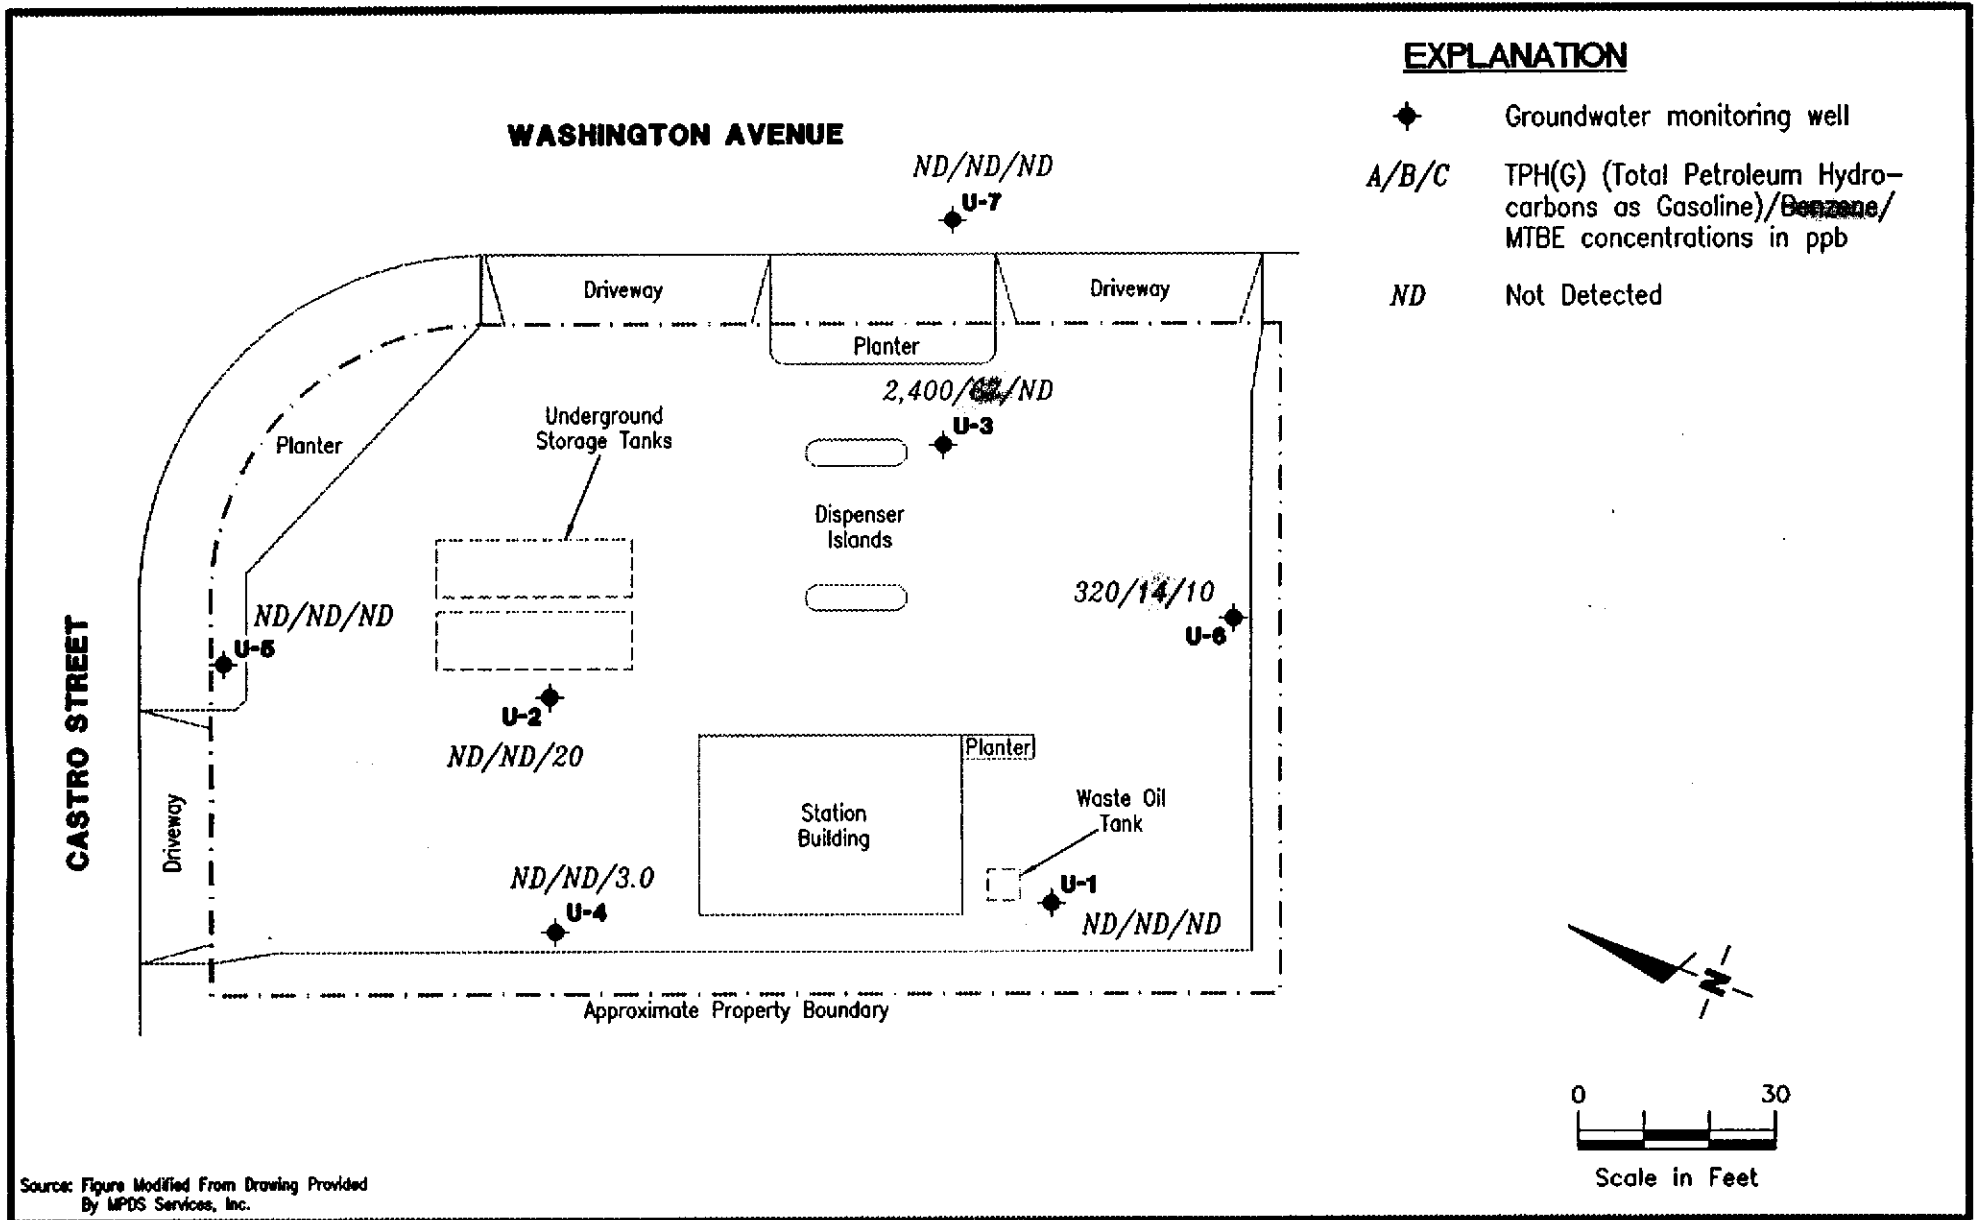 EXPLANATION
Groundwater monitoring well
A/B/C TPH(G) (Total Petroleum Hydro-
carbons as Gasoline)/Benzene/
MTBE concentrations in ppb
ND Not Detected
WASHINGTON AVENUE
ND/ND/ND
U-7
Driveway
Driveway
Planter
2,400/ /ND
U-3
Underground
Storage Tanks
Planter
Dispenser
Islands
320/14/10
U-6
ND/ND/ND
U-5
CASTRO STREET
U-2
ND/ND/20
Planter
Station
Building
Waste Oil
Tank
Driveway
ND/ND/3.0
U-4
U-1
ND/ND/ND
Approximate Property Boundary
N
0 30
Scale in Feet
Source: Figure Modified From Drawing Provided
By MPDS Services, Inc.